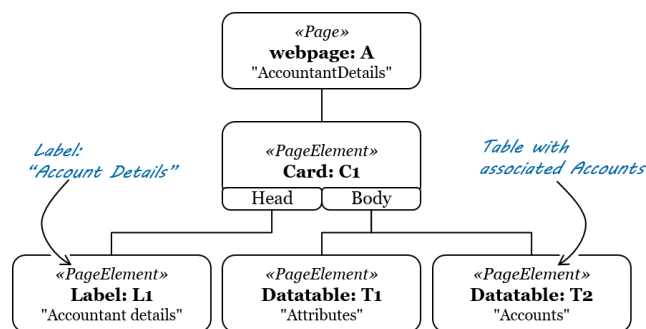 «Page»
webpage: A
"AccountantDetails"
Label:
"Account Details"
«PageElement»
Card: C1
Head
Body
Table with
associated Accounts
«PageElement»
Label: L1
"Accountant details"
«PageElement»
Datatable: T1
"Attributes"
«PageElement»
Datatable: T2
"Accounts"